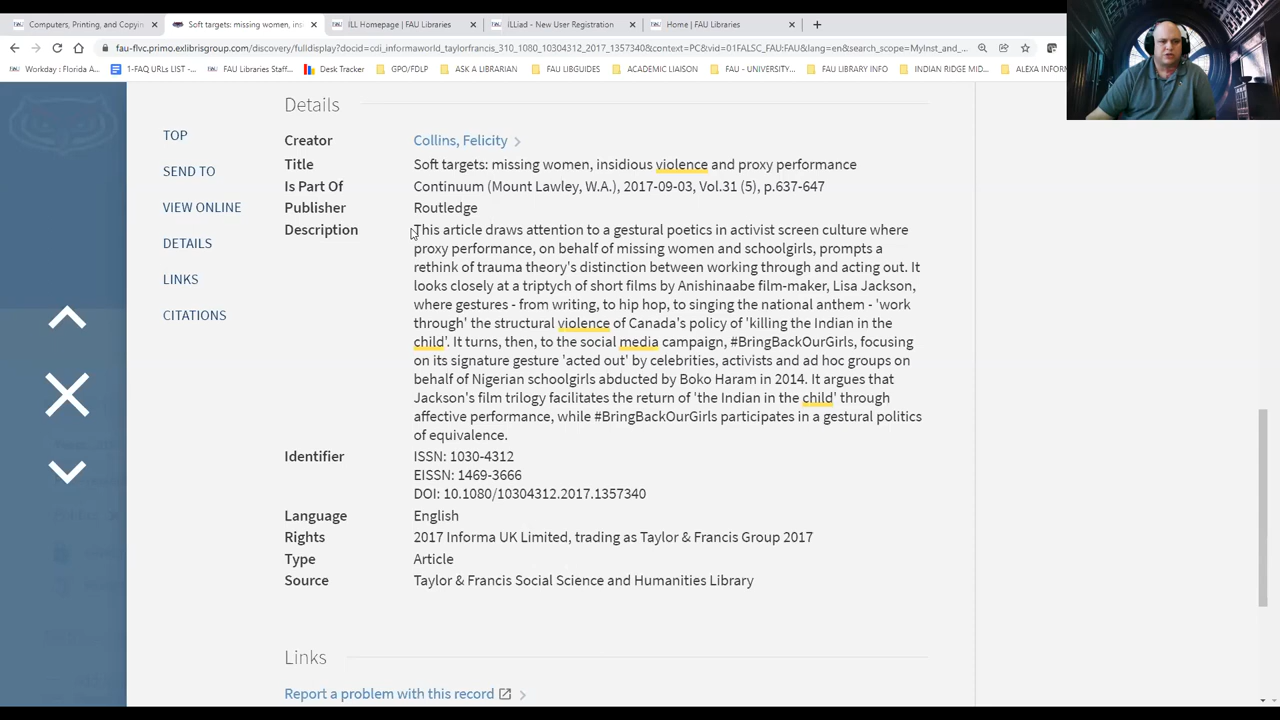 Computers, Printing, and Copyin
Soft targets: missing women, ins
ILL Homepage | FAU Libraries
ILLiad - New User Registration
Home | FAU Libraries
fau-flvc.primo.exlibrisgroup.com/discovery/fulldisplay?docid=cdi_informaworld_taylorfrancis_310_1080_10304312_2017_1357340&context=PC&vid=01FALSC_FAU:FAU&lang=en&search_scope=MyInst_and_...
Workday : Florida A...
1-FAQ URLs LIST -...
FAU Libraries Staff...
Desk Tracker
GPO/FDLP
ASK A LIBRARIAN
FAU LIBGUIDES
ACADEMIC LIAISON
FAU - UNIVERSITY...
FAU LIBRARY INFO
INDIAN RIDGE MID...
ALEXA INFORM
TOP
SEND TO
VIEW ONLINE
DETAILS
LINKS
CITATIONS
Details
Creator Collins, Felicity
Title Soft targets: missing women, insidious violence and proxy performance
Is Part Of Continuum (Mount Lawley, W.A.), 2017-09-03, Vol.31 (5), p.637-647
Publisher Routledge
Description This article draws attention to a gestural poetics in activist screen culture where
proxy performance, on behalf of missing women and schoolgirls, prompts a
rethink of trauma theory's distinction between working through and acting out. It
looks closely at a triptych of short films by Anishinaabe film-maker, Lisa Jackson,
where gestures - from writing, to hip hop, to singing the national anthem - 'work
through' the structural violence of Canada's policy of 'killing the Indian in the
child'. It turns, then, to the social media campaign, #BringBackOurGirls, focusing
on its signature gesture 'acted out' by celebrities, activists and ad hoc groups on
behalf of Nigerian schoolgirls abducted by Boko Haram in 2014. It argues that
Jackson's film trilogy facilitates the return of 'the Indian in the child' through
affective performance, while #BringBackOurGirls participates in a gestural politics
of equivalence.
Identifier ISSN: 1030-4312
EISSN: 1469-3666
DOI: 10.1080/10304312.2017.1357340
Language English
Rights 2017 Informa UK Limited, trading as Taylor & Francis Group 2017
Type Article
Source Taylor & Francis Social Science and Humanities Library
Links
Report a problem with this record